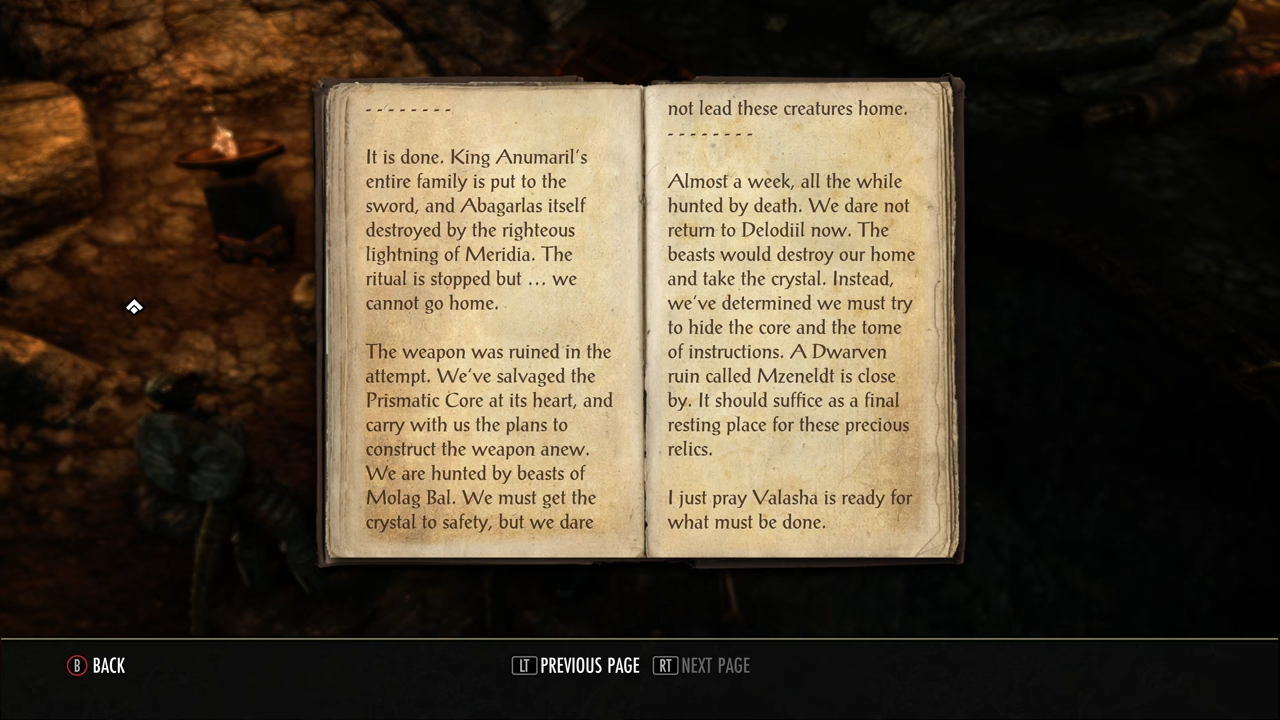 - - - - - - - -
It is done. King Anumaril's
entire family is put to the
sword, and Abagarlas itself
destroyed by the righteous
lightning of Meridia. The
ritual is stopped but ... we
cannot go home.
The weapon was ruined in the
attempt. We've salvaged the
Prismatic Core at its heart, and
carry with us the plans to
construct the weapon anew.
We are hunted by beasts of
Molag Bal. We must get the
crystal to safety, but we dare
not lead these creatures home.
- - - - - - - -
Almost a week, all the while
hunted by death. We dare not
return to Delodiil now. The
beasts would destroy our home
and take the crystal. Instead,
we've determined we must try
to hide the core and the tome
of instructions. A Dwarven
ruin called Mzeneldt is close
by. It should suffice as a final
resting place for these precious
relics.
I just pray Valasha is ready for
what must be done.
B BACK
LT PREVIOUS PAGE RT NEXT PAGE